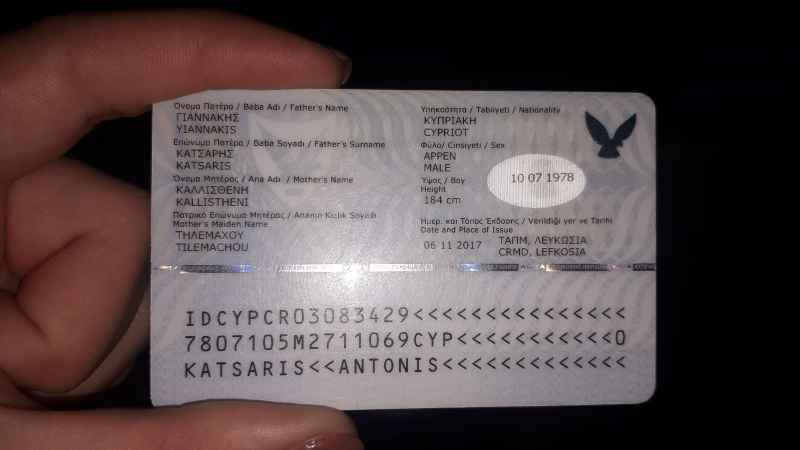 Όνομα Πατέρα / Baba Adı / Father's Name
ΓΙΑΝΝΑΚΗΣ
YIANNAKIS
Επώνυμο Πατέρα / Baba Soyadı / Father's Surname
ΚΑΤΣΑΡΗΣ
KATSARIS
Όνομα Μητέρας / Ana Adı / Mother's Name
ΚΑΛΛΙΣΘΕΝΗ
KALLISTHENI
Πατρικό Επώνυμο Μητέρας / Ananın Kızlık Soyadı
Mother's Maiden Name
ΤΗΛΕΜΑΧΟΥ
TILEMACHOU
Υπηκοότητα / Tabiiyeti / Nationality
ΚΥΠΡΙΑΚΗ
CYPRIOT
Φύλο/ Cinsiyeti / Sex
ΑΡΡΕΝ
MALE
Ύψος / Boy
Height
184 cm
10 07 1978
Ημερ. και Τόπος Έκδοσης / Verildiği yer ve Tarihi
Date and Place of Issue
06 11 2017
ΤΑΠΜ, ΛΕΥΚΩΣΙΑ
CRMD, LEFKOSIA
IDCYPCR03083429<<<<<<<<<<<<<<<
7807105M2711069CYP<<<<<<<<<<<0
KATSARIS<<ANTONIS<<<<<<<<<<<<<